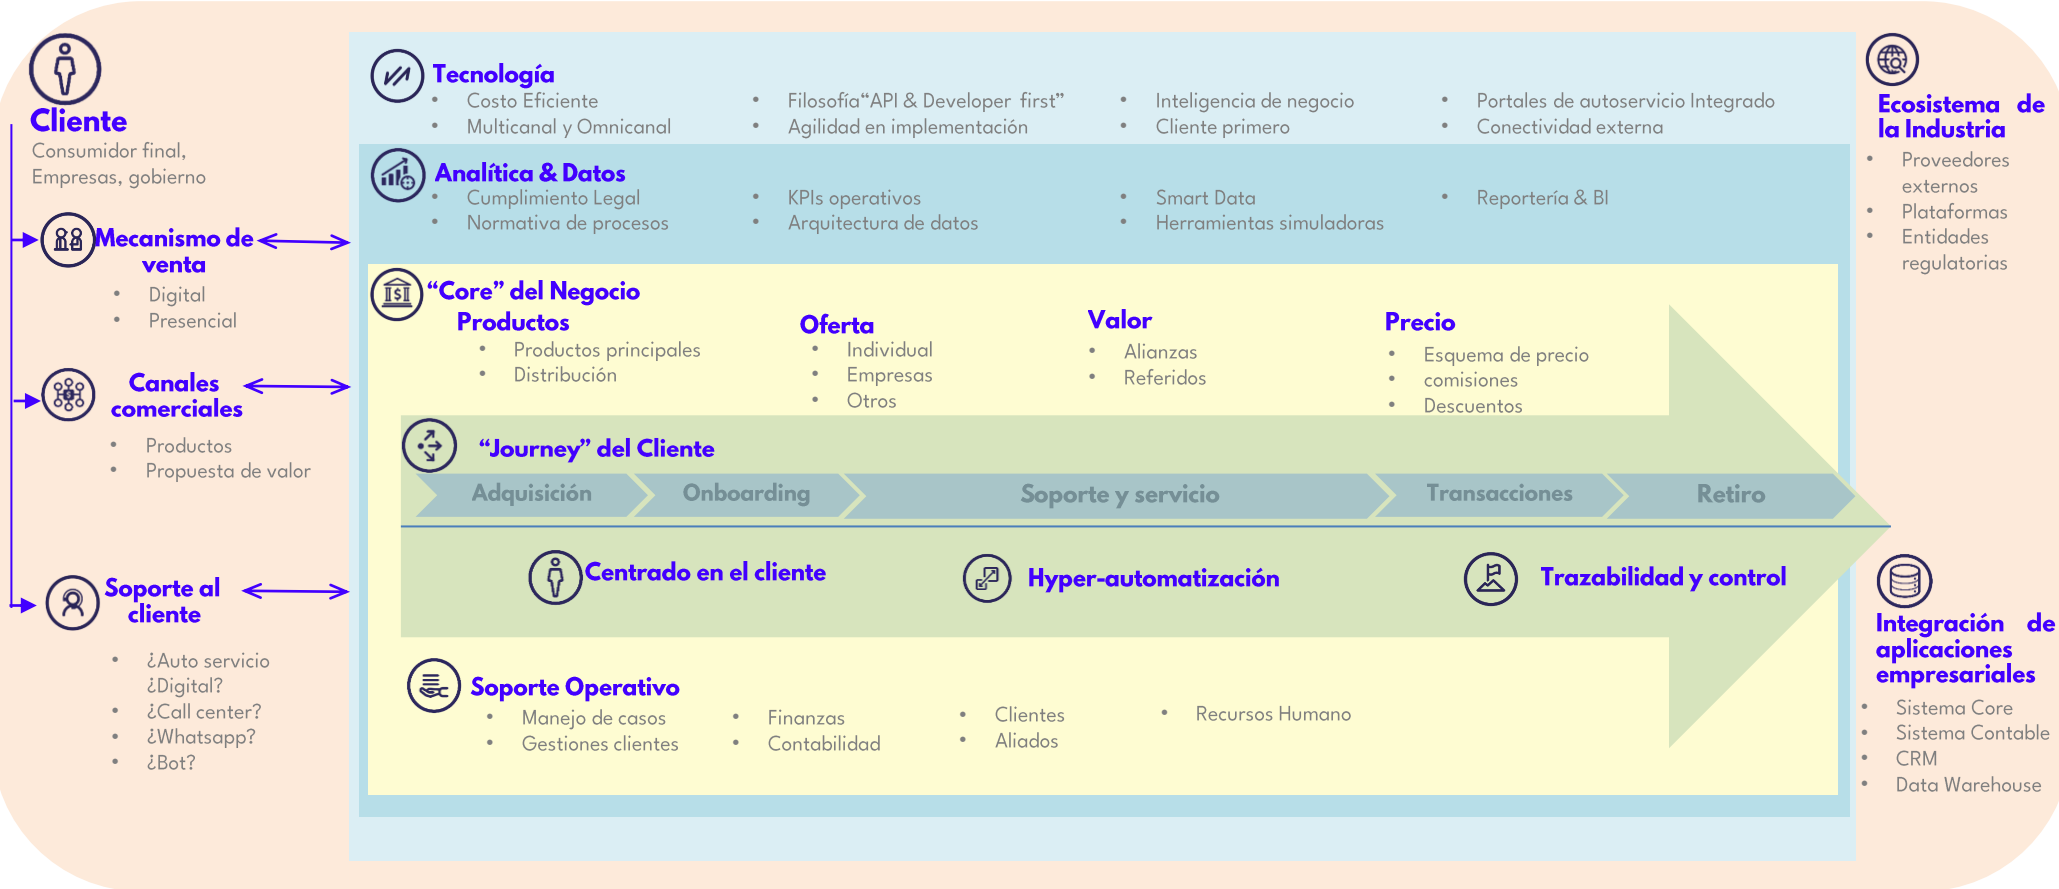 Cliente
Consumidor final,
Empresas, gobierno
Mecanismo de
venta
• Digital
• Presencial
Canales
comerciales
• Productos
• Propuesta de valor
Soporte al
cliente
• ¿Auto servicio
¿Digital?
• ¿Call center?
• ¿Whatsapp?
• ¿Bot?
Tecnología
• Costo Eficiente
• Multicanal y Omnicanal
• Filosofía“API & Developer first”
• Agilidad en implementación
• Inteligencia de negocio
• Cliente primero
• Portales de autoservicio Integrado
• Conectividad externa
Analítica & Datos
• Cumplimiento Legal
• Normativa de procesos
• KPIs operativos
• Arquitectura de datos
• Smart Data
• Herramientas simuladoras
• Reportería & BI
“Core” del Negocio
Productos
• Productos principales
• Distribución
Oferta
• Individual
• Empresas
• Otros
Valor
• Alianzas
• Referidos
Precio
• Esquema de precio
• comisiones
• Descuentos
“Journey” del Cliente
Adquisición
Onboarding
Soporte y servicio
Transacciones
Retiro
Centrado en el cliente
Hyper-automatización
Trazabilidad y control
Soporte Operativo
• Manejo de casos
• Gestiones clientes
• Finanzas
• Contabilidad
• Clientes
• Aliados
• Recursos Humano
Ecosistema de
la Industria
• Proveedores
externos
• Plataformas
• Entidades
regulatorias
Integración de
aplicaciones
empresariales
• Sistema Core
• Sistema Contable
• CRM
• Data Warehouse